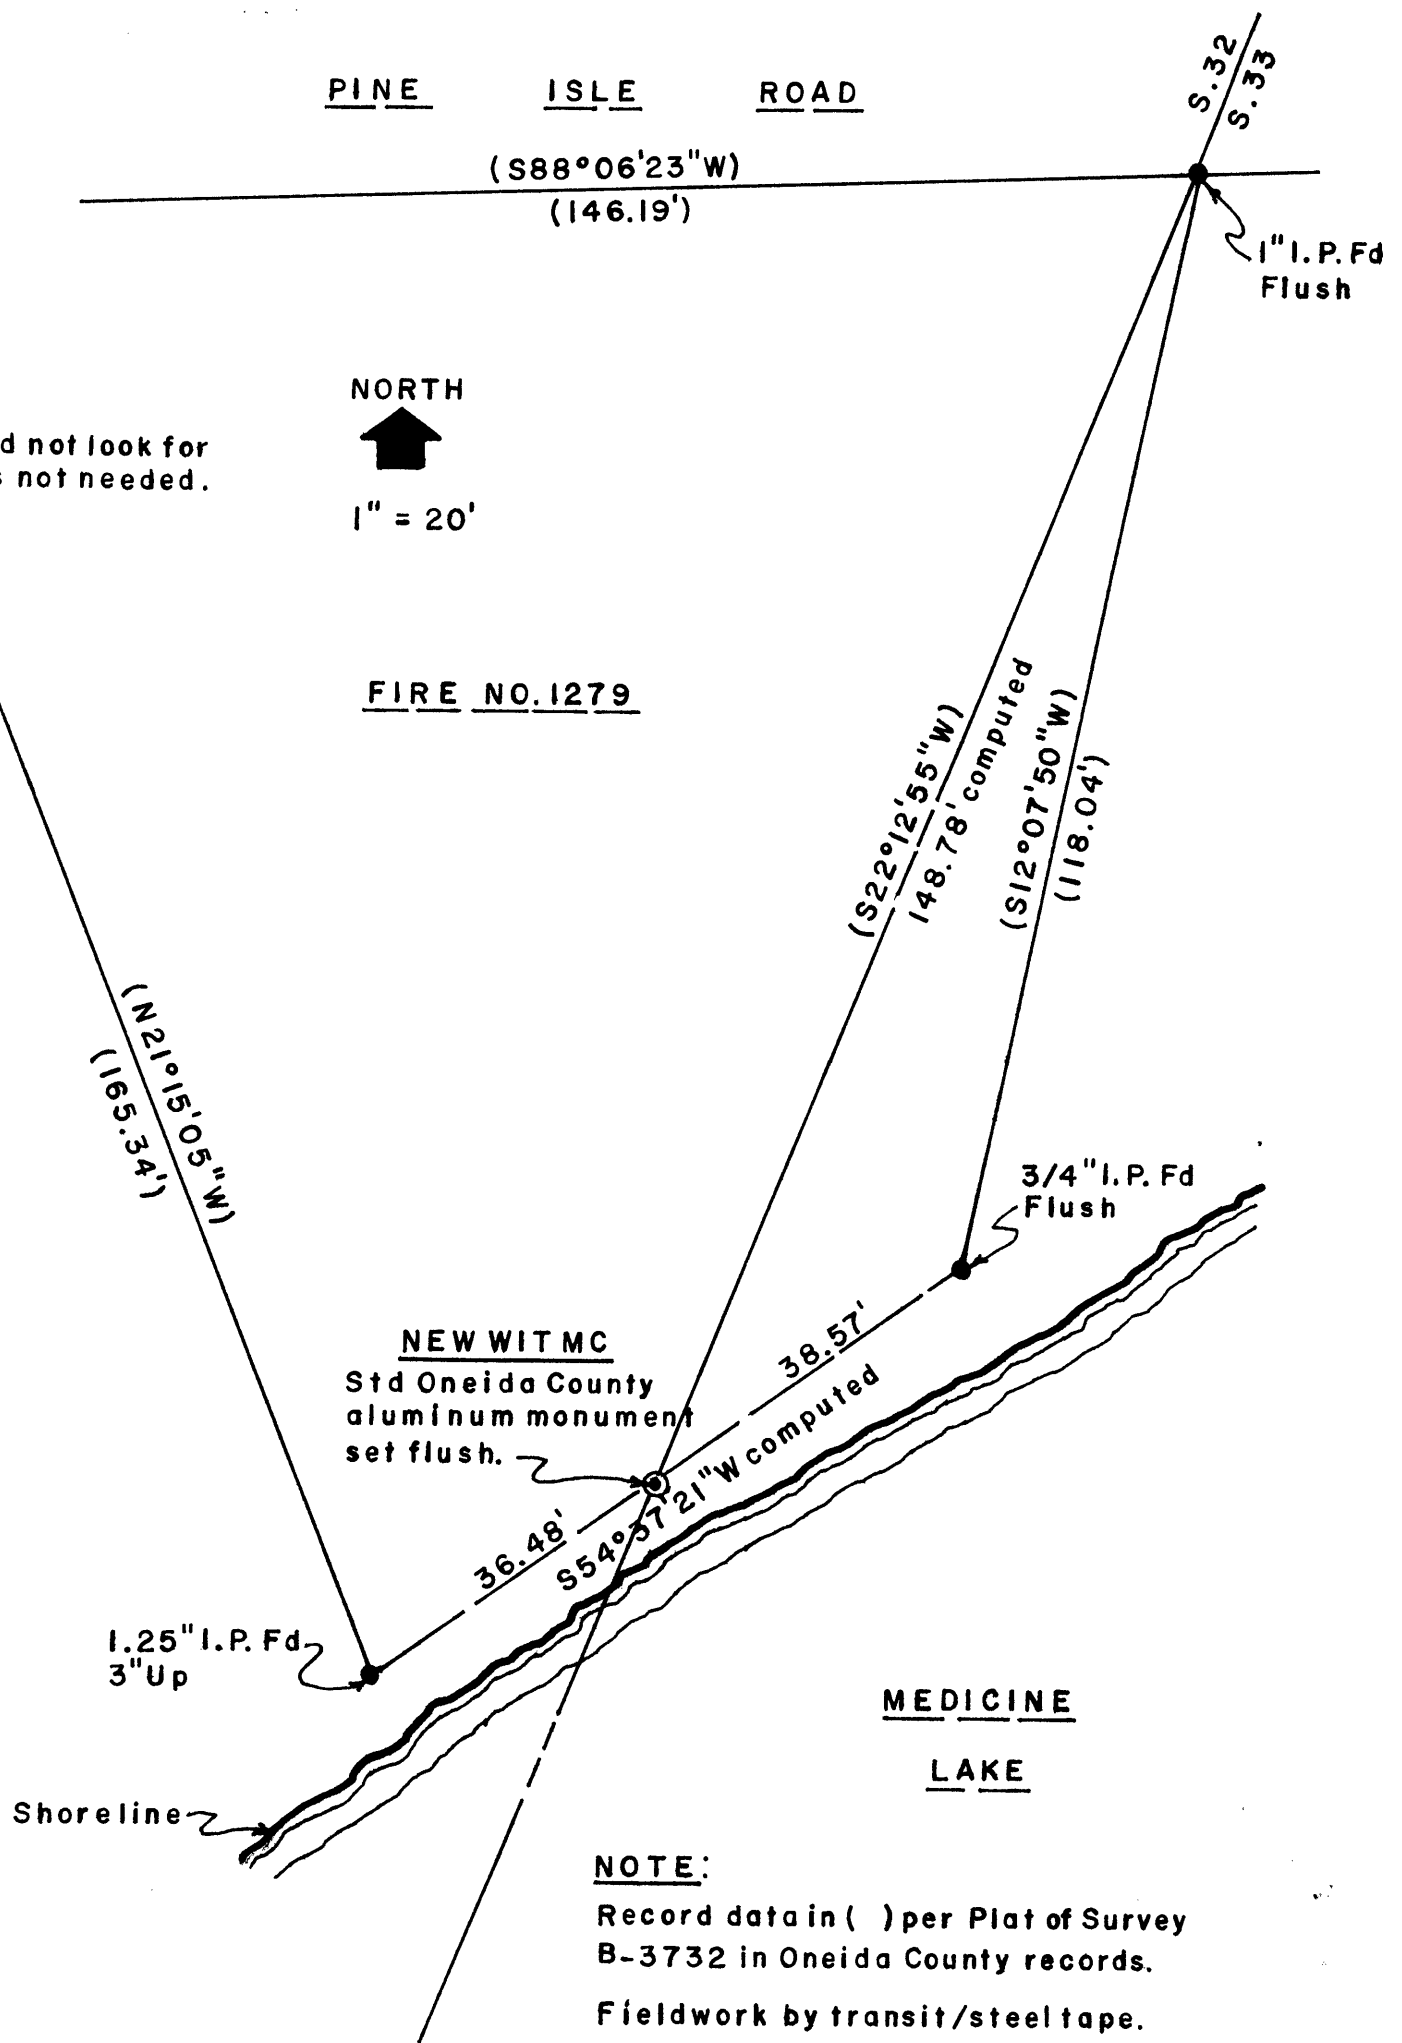 S.32
S.33
PINE ISLE ROAD
(S88°06'23"W)
(146.19')
1" I.P. Fd
Flush
NORTH
d not look for
s not needed.
1" = 20'
FIRE NO. 1279
(S22°12'55"W)
148.78' computed
(S12°07'50"W)
(118.04')
(N21°15'05"W)
(165.34')
3/4" I.P. Fd
Flush
NEW WIT MC
Std Oneida County
aluminum monument
set flush.
38.57'
S54°37'21"W computed
36.48'
1.25" I.P. Fd
3" Up
MEDICINE
LAKE
Shoreline
NOTE:
Record data in ( ) per Plat of Survey
B-3732 in Oneida County records.
Fieldwork by transit/steel tape.